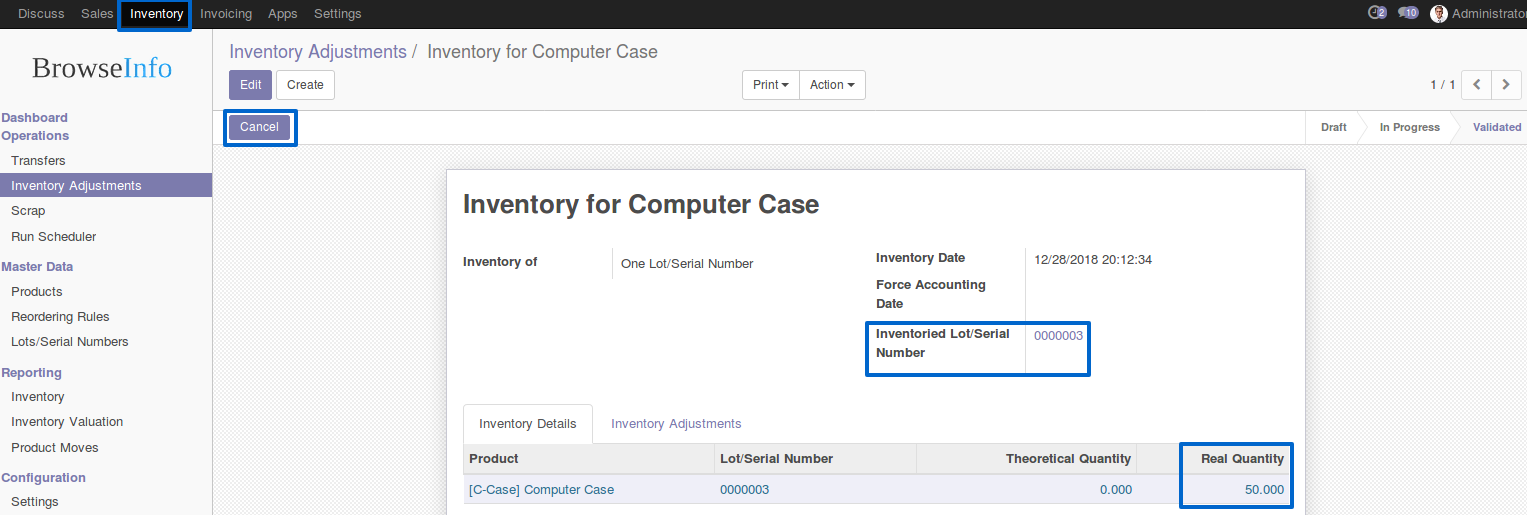 Discuss Sales Inventory Invoicing Apps Settings 2 10 Administrator
BrowseInfo
Inventory Adjustments / Inventory for Computer Case
Edit Create Print Action 1 / 1
Cancel Draft In Progress Validated
Dashboard
Operations
Transfers
Inventory Adjustments
Scrap
Run Scheduler
Master Data
Products
Reordering Rules
Lots/Serial Numbers
Reporting
Inventory
Inventory Valuation
Product Moves
Configuration
Settings
Inventory for Computer Case
Inventory of One Lot/Serial Number
Inventory Date 12/28/2018 20:12:34
Force Accounting
Date
Inventoried Lot/Serial 0000003
Number
Inventory Details Inventory Adjustments
Product Lot/Serial Number Theoretical Quantity Real Quantity
[C-Case] Computer Case 0000003 0.000 50.000